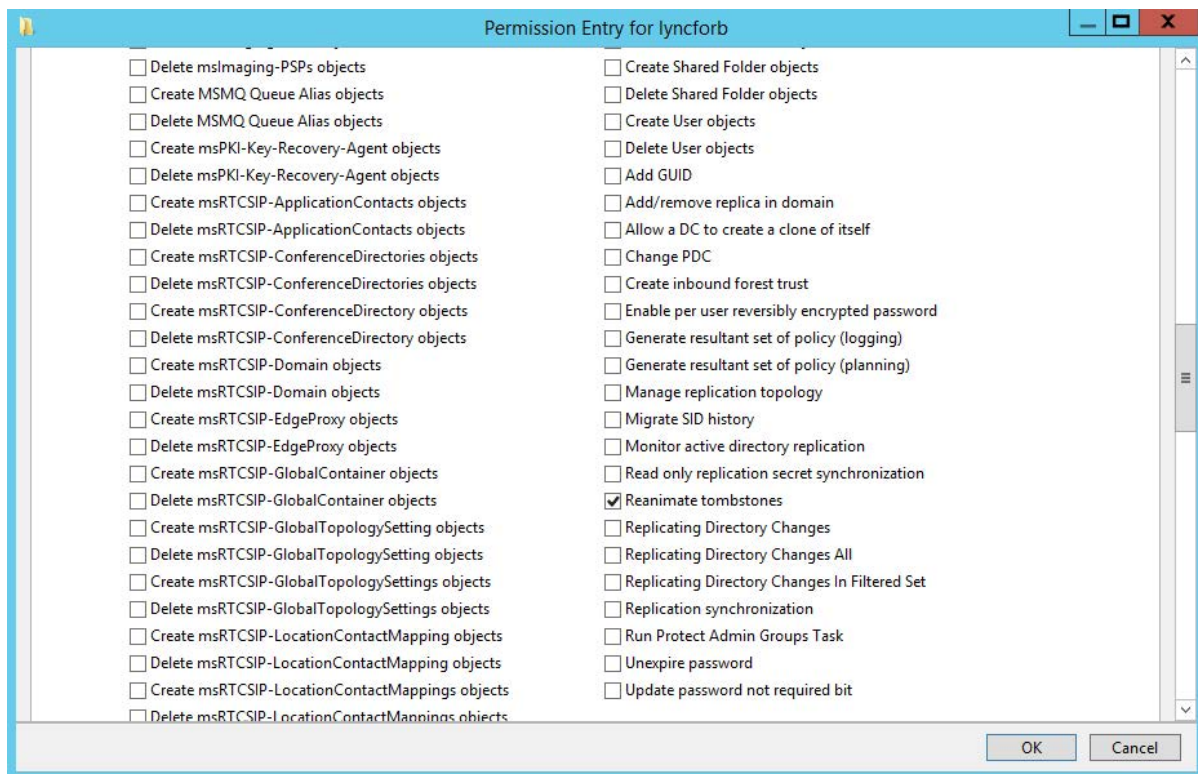 Permission Entry for lyncforb
Delete msImaging-PSPs objects
Create MSMQ Queue Alias objects
Delete MSMQ Queue Alias objects
Create msPKI-Key-Recovery-Agent objects
Delete msPKI-Key-Recovery-Agent objects
Create msRTCSIP-ApplicationContacts objects
Delete msRTCSIP-ApplicationContacts objects
Create msRTCSIP-ConferenceDirectories objects
Delete msRTCSIP-ConferenceDirectories objects
Create msRTCSIP-ConferenceDirectory objects
Delete msRTCSIP-ConferenceDirectory objects
Create msRTCSIP-Domain objects
Delete msRTCSIP-Domain objects
Create msRTCSIP-EdgeProxy objects
Delete msRTCSIP-EdgeProxy objects
Create msRTCSIP-GlobalContainer objects
Delete msRTCSIP-GlobalContainer objects
Create msRTCSIP-GlobalTopologySetting objects
Delete msRTCSIP-GlobalTopologySetting objects
Create msRTCSIP-GlobalTopologySettings objects
Delete msRTCSIP-GlobalTopologySettings objects
Create msRTCSIP-LocationContactMapping objects
Delete msRTCSIP-LocationContactMapping objects
Create msRTCSIP-LocationContactMappings objects
Delete msRTCSIP-LocationContactMappings objects
Create Shared Folder objects
Delete Shared Folder objects
Create User objects
Delete User objects
Add GUID
Add/remove replica in domain
Allow a DC to create a clone of itself
Change PDC
Create inbound forest trust
Enable per user reversibly encrypted password
Generate resultant set of policy (logging)
Generate resultant set of policy (planning)
Manage replication topology
Migrate SID history
Monitor active directory replication
Read only replication secret synchronization
Reanimate tombstones
Replicating Directory Changes
Replicating Directory Changes All
Replicating Directory Changes In Filtered Set
Replication synchronization
Run Protect Admin Groups Task
Unexpire password
Update password not required bit
OK
Cancel